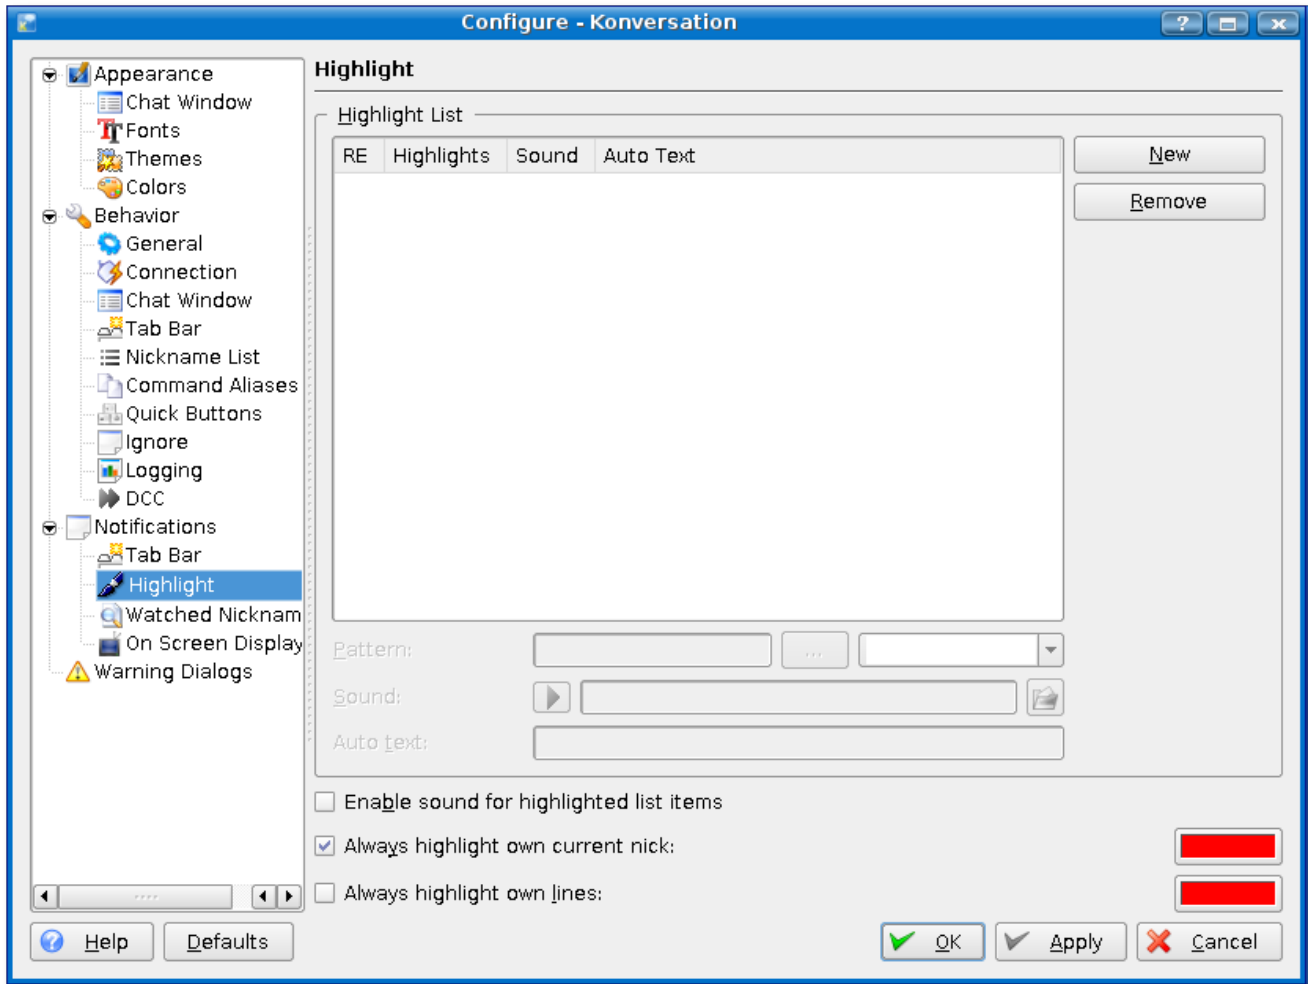 Configure - Konversation
?
Appearance
Chat Window
Fonts
Themes
Colors
Behavior
General
Connection
Chat Window
Tab Bar
Nickname List
Command Aliases
Quick Buttons
Ignore
Logging
DCC
Notifications
Tab Bar
Highlight
Watched Nicknam
On Screen Display
Warning Dialogs
Highlight
Highlight List
RE Highlights Sound Auto Text
New
Remove
Pattern:
...
Sound:
Auto text:
Enable sound for highlighted list items
Always highlight own current nick:
Always highlight own lines:
Help Defaults OK Apply Cancel